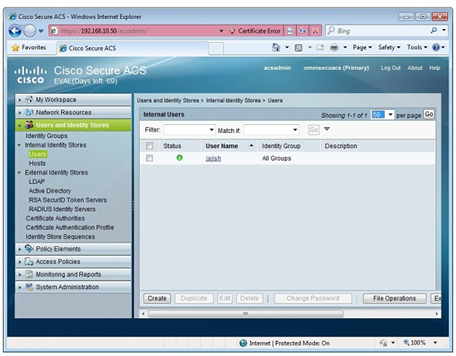 Cisco Secure ACS - Windows Internet Explorer
https://192.168.10.50/acsadmin/
Certificate Error
Bing
Favorites
Cisco Secure ACS
Page
Safety
Tools
CISCO
Cisco Secure ACS
EVAL(Days left: 69)
acsadmin
omnisecuacs (Primary)
Log Out
About
Help
My Workspace
Network Resources
Users and Identity Stores
Identity Groups
Internal Identity Stores
Users
Hosts
External Identity Stores
LDAP
Active Directory
RSA SecurID Token Servers
RADIUS Identity Servers
Certificate Authorities
Certificate Authentication Profile
Identity Store Sequences
Policy Elements
Access Policies
Monitoring and Reports
System Administration
Users and Identity Stores > Internal Identity Stores > Users
Internal Users
Showing 1-1 of 1 50 per page Go
Filter:
Match if:
Go
Status
User Name
Identity Group
Description
jajish
All Groups
Create
Duplicate
Edit
Delete
Change Password
File Operations
Ex
Internet | Protected Mode: On
100%